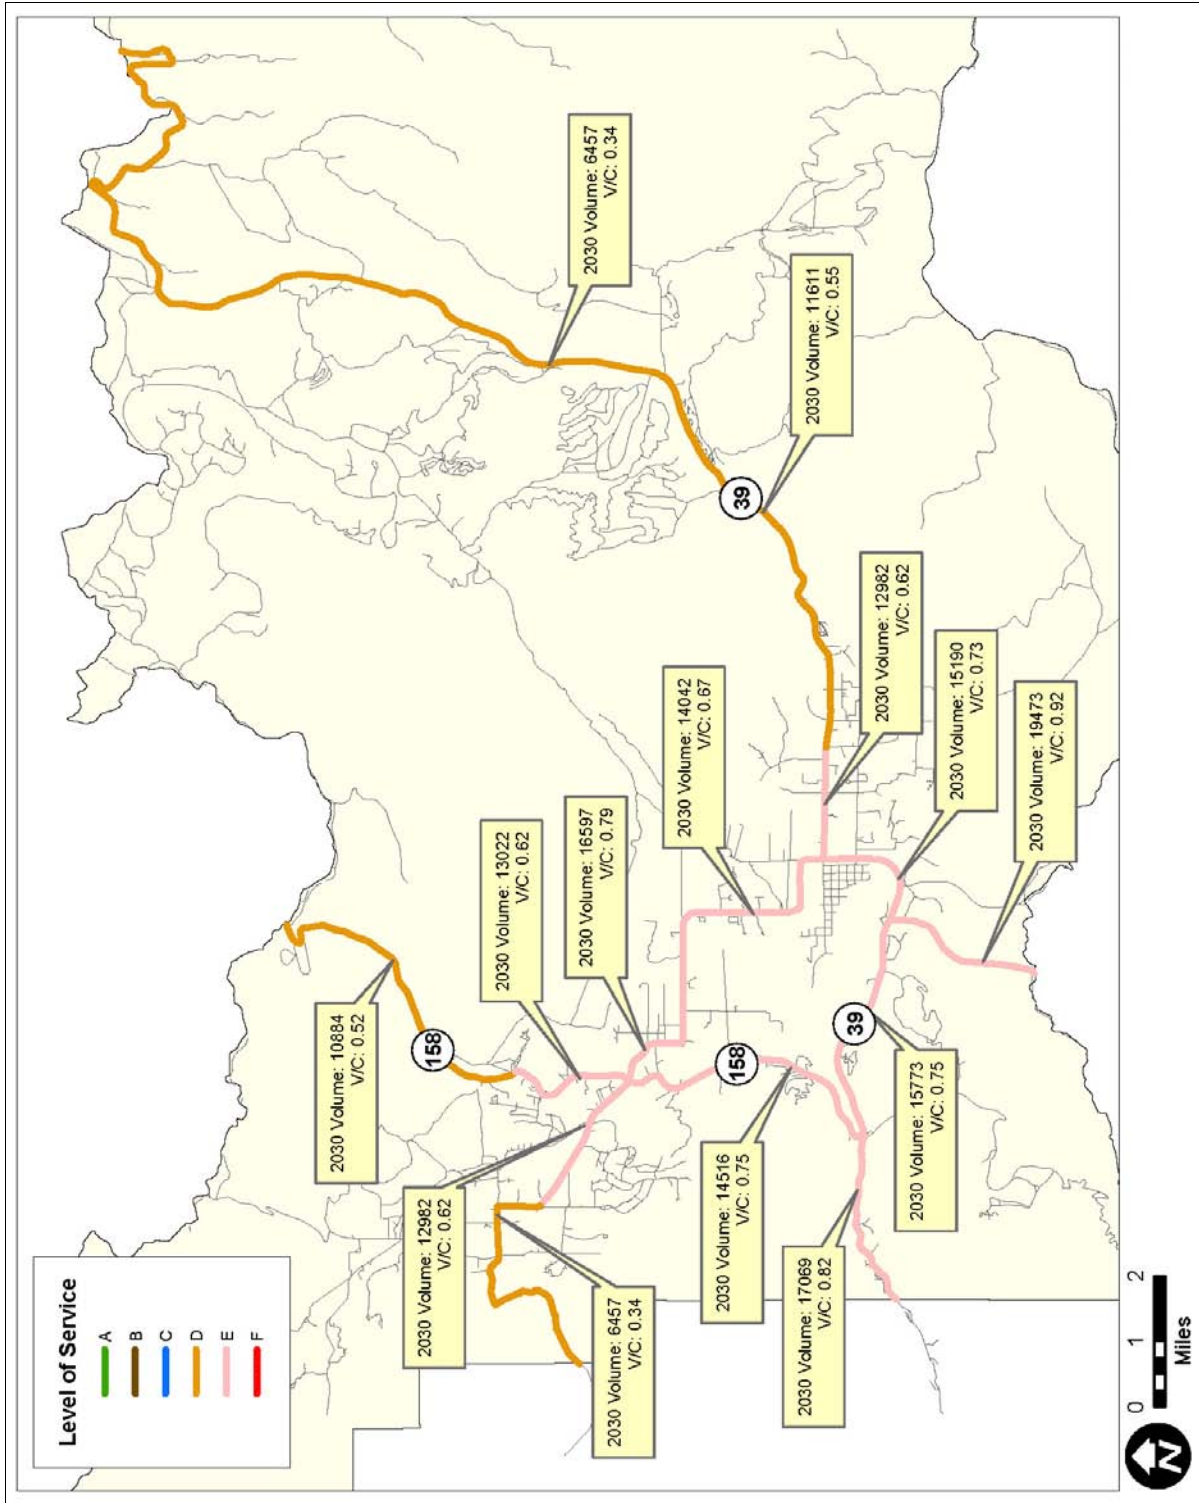 Level of Service
A
B
C
D
E
F
2030 Volume: 10884
V/C: 0.52
158
2030 Volume: 12982
V/C: 0.62
2030 Volume: 13022
V/C: 0.62
2030 Volume: 6457
V/C: 0.34
2030 Volume: 16597
V/C: 0.79
2030 Volume: 6457
V/C: 0.34
2030 Volume: 14042
V/C: 0.67
2030 Volume: 14516
V/C: 0.75
158
39
2030 Volume: 11611
V/C: 0.55
2030 Volume: 17069
V/C: 0.82
39
2030 Volume: 12982
V/C: 0.62
2030 Volume: 15773
V/C: 0.75
2030 Volume: 15190
V/C: 0.73
2030 Volume: 19473
V/C: 0.92
N
0 1 2
Miles